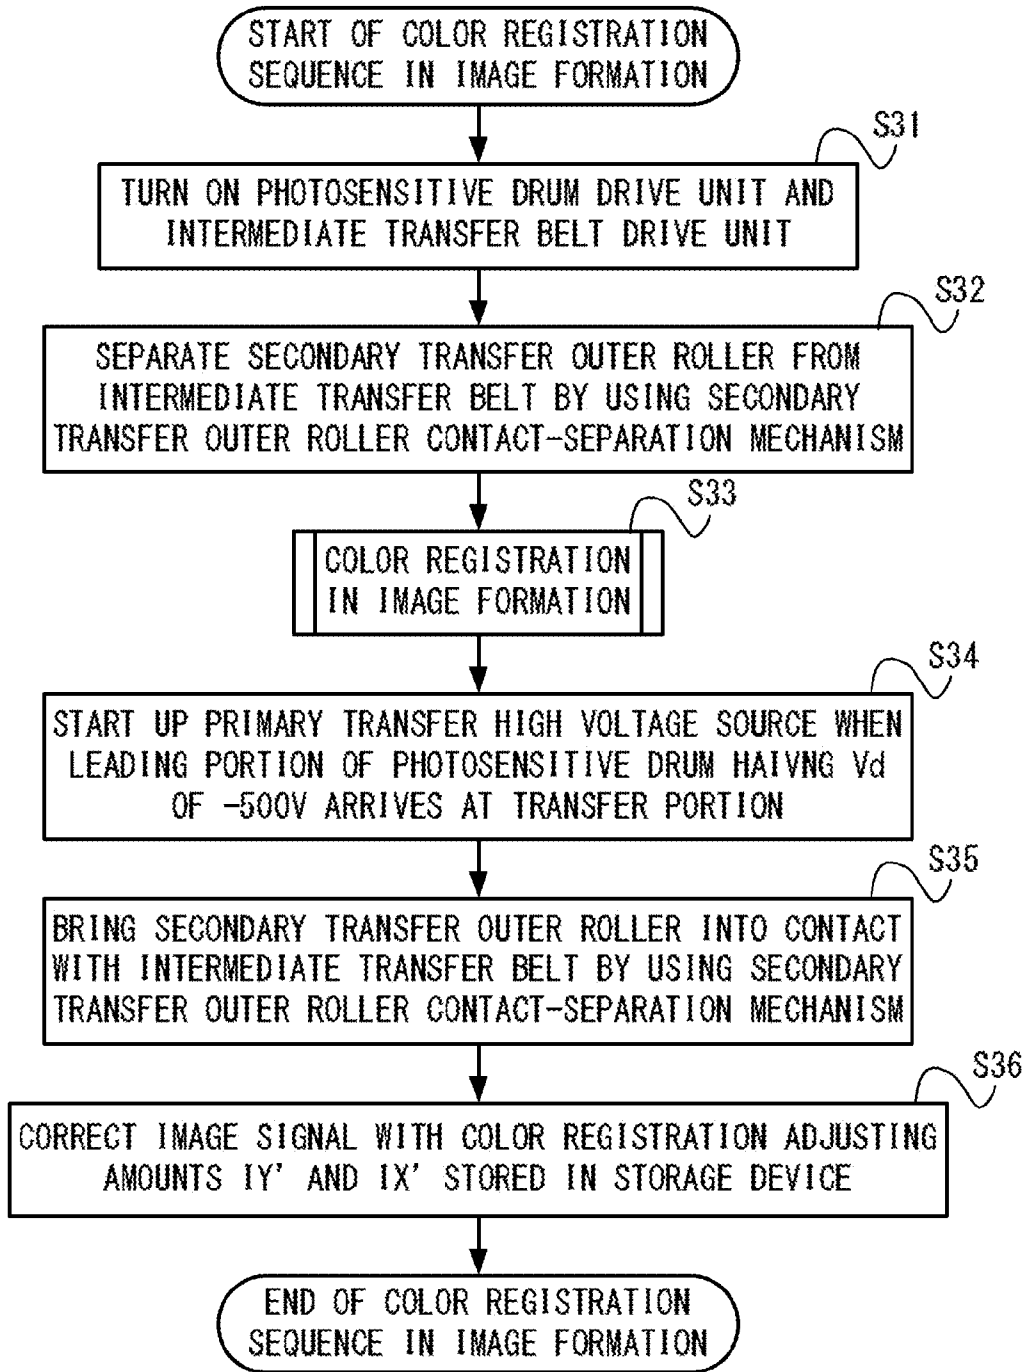 START OF COLOR REGISTRATION
SEQUENCE IN IMAGE FORMATION
S31
TURN ON PHOTOSENSITIVE DRUM DRIVE UNIT AND
INTERMEDIATE TRANSFER BELT DRIVE UNIT
S32
SEPARATE SECONDARY TRANSFER OUTER ROLLER FROM
INTERMEDIATE TRANSFER BELT BY USING SECONDARY
TRANSFER OUTER ROLLER CONTACT-SEPARATION MECHANISM
S33
COLOR REGISTRATION
IN IMAGE FORMATION
S34
START UP PRIMARY TRANSFER HIGH VOLTAGE SOURCE WHEN
LEADING PORTION OF PHOTOSENSITIVE DRUM HAIVNG Vd
OF -500V ARRIVES AT TRANSFER PORTION
S35
BRING SECONDARY TRANSFER OUTER ROLLER INTO CONTACT
WITH INTERMEDIATE TRANSFER BELT BY USING SECONDARY
TRANSFER OUTER ROLLER CONTACT-SEPARATION MECHANISM
S36
CORRECT IMAGE SIGNAL WITH COLOR REGISTRATION ADJUSTING
AMOUNTS IY' AND IX' STORED IN STORAGE DEVICE
END OF COLOR REGISTRATION
SEQUENCE IN IMAGE FORMATION